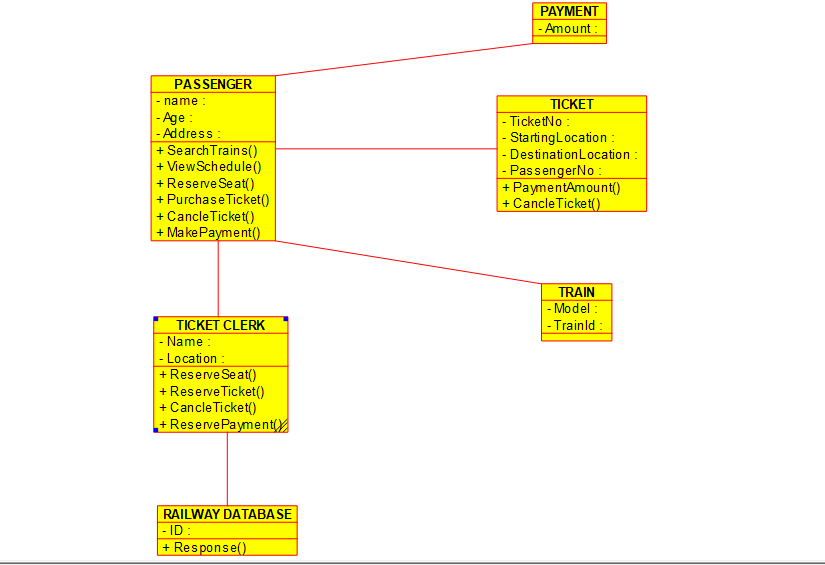 PAYMENT
- Amount :
PASSENGER
- name :
- Age :
- Address :
+ SearchTrains()
+ ViewSchedule()
+ ReserveSeat()
+ PurchaseTicket()
+ CancleTicket()
+ MakePayment()
TICKET
- TicketNo :
- StartingLocation :
- DestinationLocation :
- PassengerNo :
+ PaymentAmount()
+ CancleTicket()
TRAIN
- Model :
- TrainId :
TICKET CLERK
- Name :
- Location :
+ ReserveSeat()
+ ReserveTicket()
+ CancleTicket()
+ ReservePayment()
RAILWAY DATABASE
- ID :
+ Response()